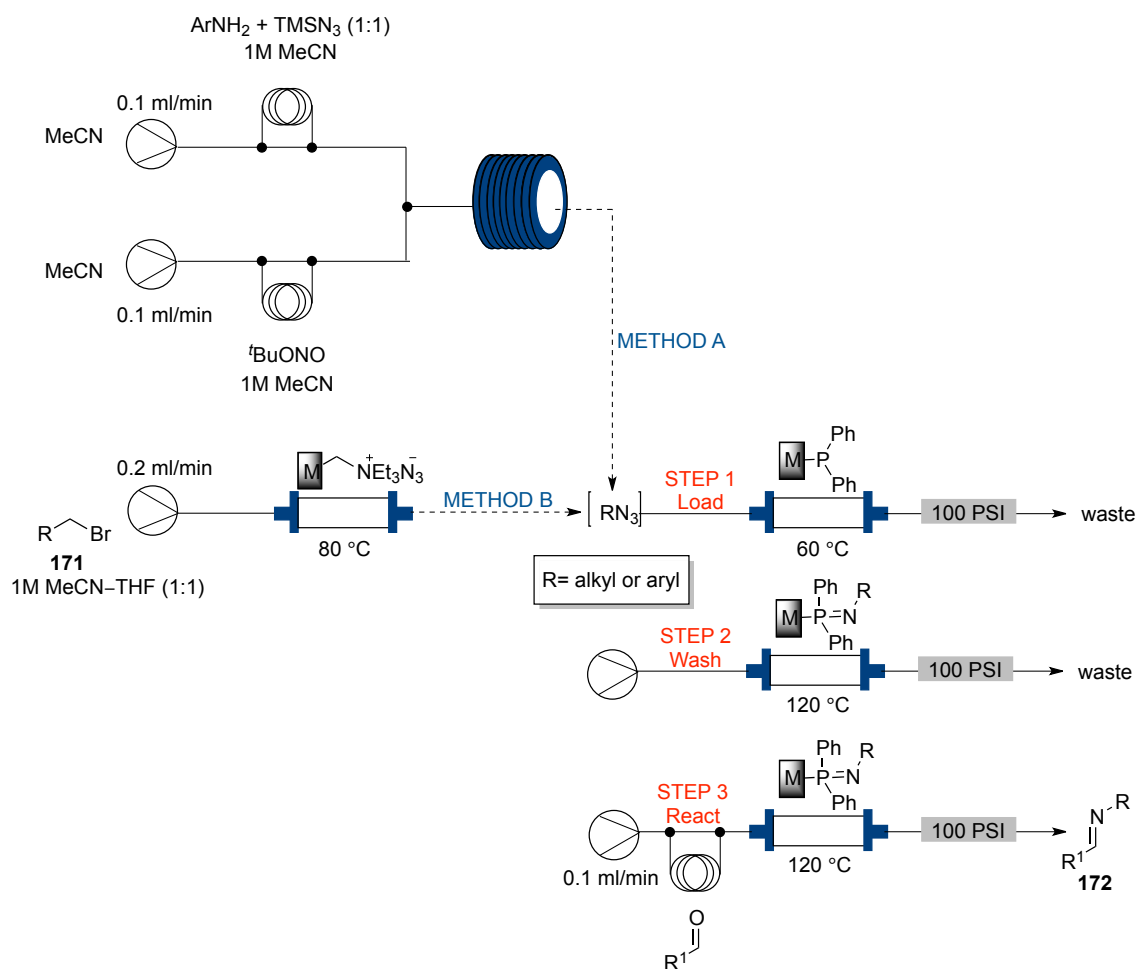 ArNH₂ + TMSN₃ (1:1)
1M MeCN
0.1 ml/min
MeCN
MeCN
0.1 ml/min
ᵗBuONO
1M MeCN
METHOD A
0.2 ml/min
M
NEt₃N₃
+ −
R Br
171
1M MeCN–THF (1:1)
80 °C
METHOD B
[ RN₃ ]
STEP 1
Load
M P Ph Ph
60 °C
100 PSI
waste
R= alkyl or aryl
STEP 2
Wash
M P=N R Ph Ph
120 °C
100 PSI
waste
STEP 3
React
M P=N R Ph Ph
0.1 ml/min
120 °C
100 PSI
N R
R¹
172
O
R¹